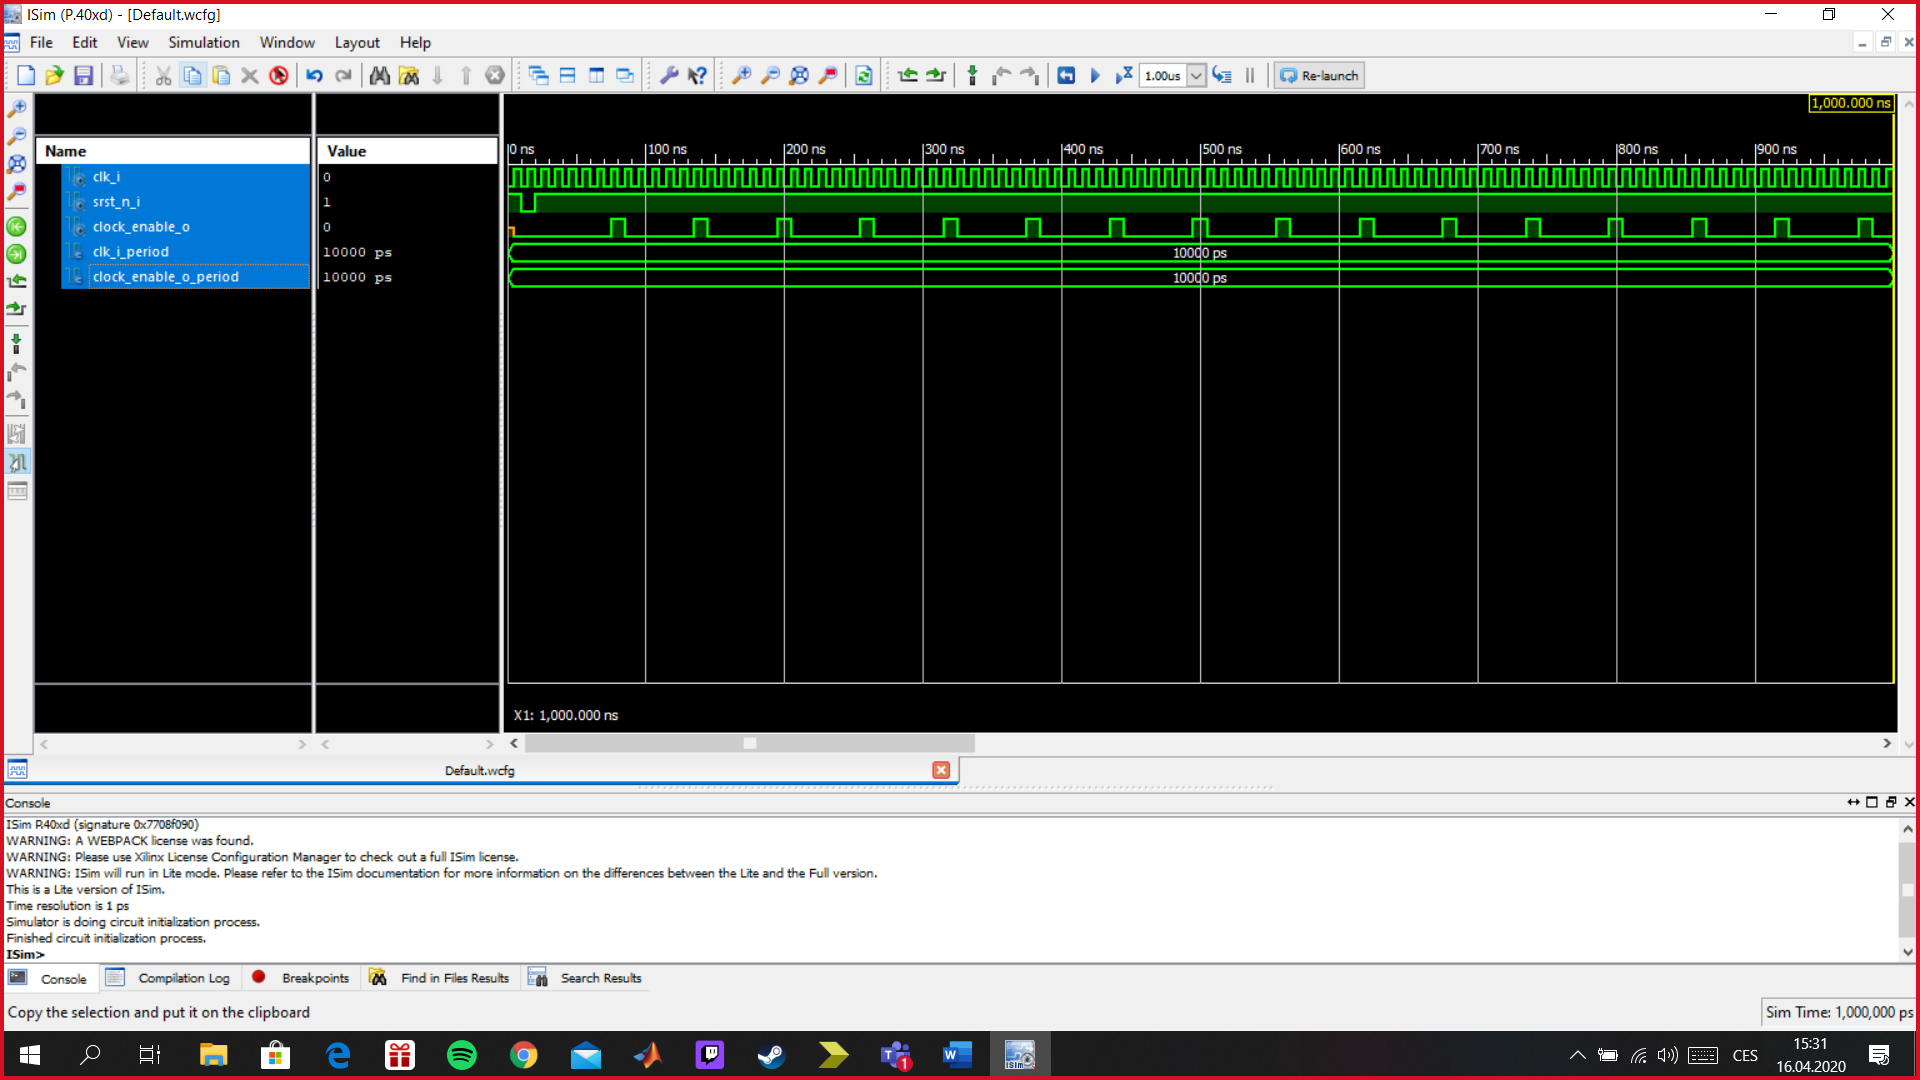 ISim (P.40xd) - [Default.wcfg]
File Edit View Simulation Window Layout Help
1.00us Re-launch
1,000.000 ns
Name Value
0 ns 100 ns 200 ns 300 ns 400 ns 500 ns 600 ns 700 ns 800 ns 900 ns
clk_i 0
srst_n_i 1
clock_enable_o 0
clk_i_period 10000 ps 10000 ps
clock_enable_o_period 10000 ps 10000 ps
X1: 1,000.000 ns
Default.wcfg
Console
ISim P.40xd (signature 0x7708f090)
WARNING: A WEBPACK license was found.
WARNING: Please use Xilinx License Configuration Manager to check out a full ISim license.
WARNING: ISim will run in Lite mode. Please refer to the ISim documentation for more information on the differences between the Lite and the Full version.
This is a Lite version of ISim.
Time resolution is 1 ps
Simulator is doing circuit initialization process.
Finished circuit initialization process.
ISim>
Console Compilation Log Breakpoints Find in Files Results Search Results
Copy the selection and put it on the clipboard
Sim Time: 1,000,000 ps
CES
15:31
16.04.2020